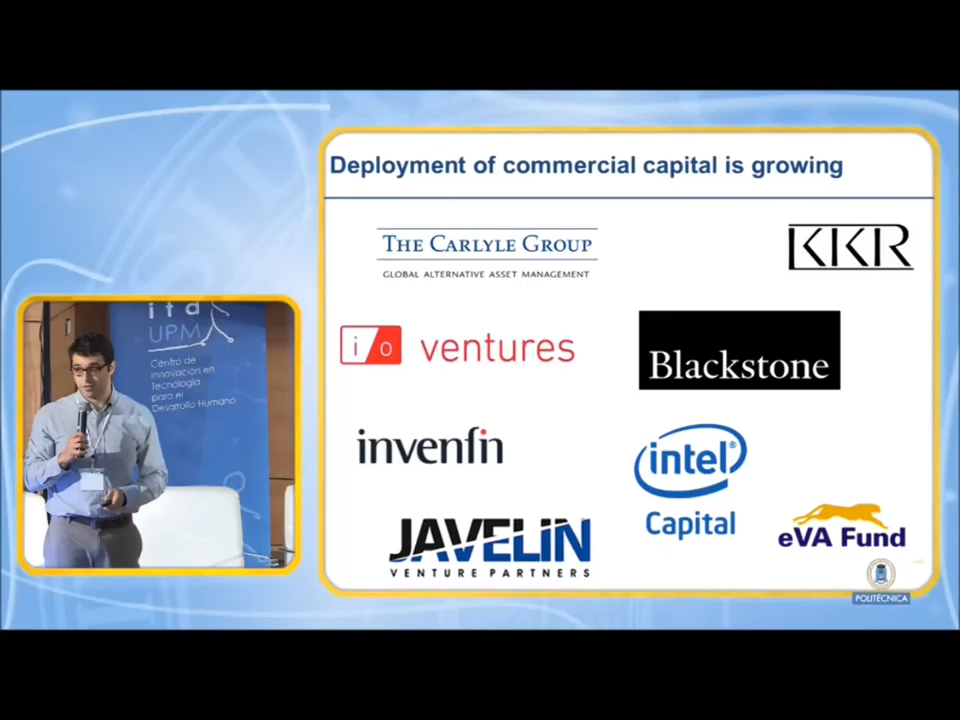 Deployment of commercial capital is growing
THE CARLYLE GROUP
GLOBAL ALTERNATIVE ASSET MANAGEMENT
KKR
i/o ventures
Blackstone
invenfin
intel®
Capital
JAVELIN
VENTURE PARTNERS
eVA Fund
POLITÉCNICA
itd
UPM
Centro de
Innovación en
Tecnología
para el
Desarrollo Humano